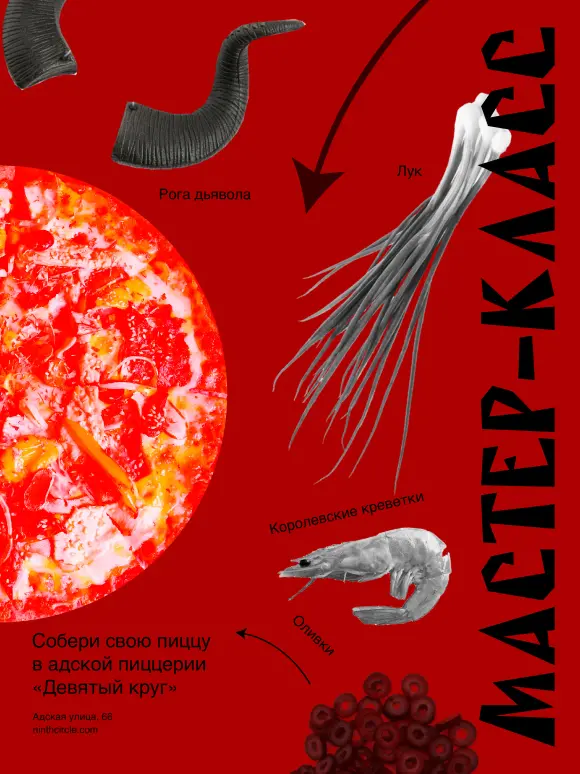 МАСТЕР-КЛАСС
Рога дьявола
Лук
Королевские креветки
Оливки
Собери свою пиццу
в адской пиццерии
«Девятый круг»
Адская улица, 66
ninthcircle.com